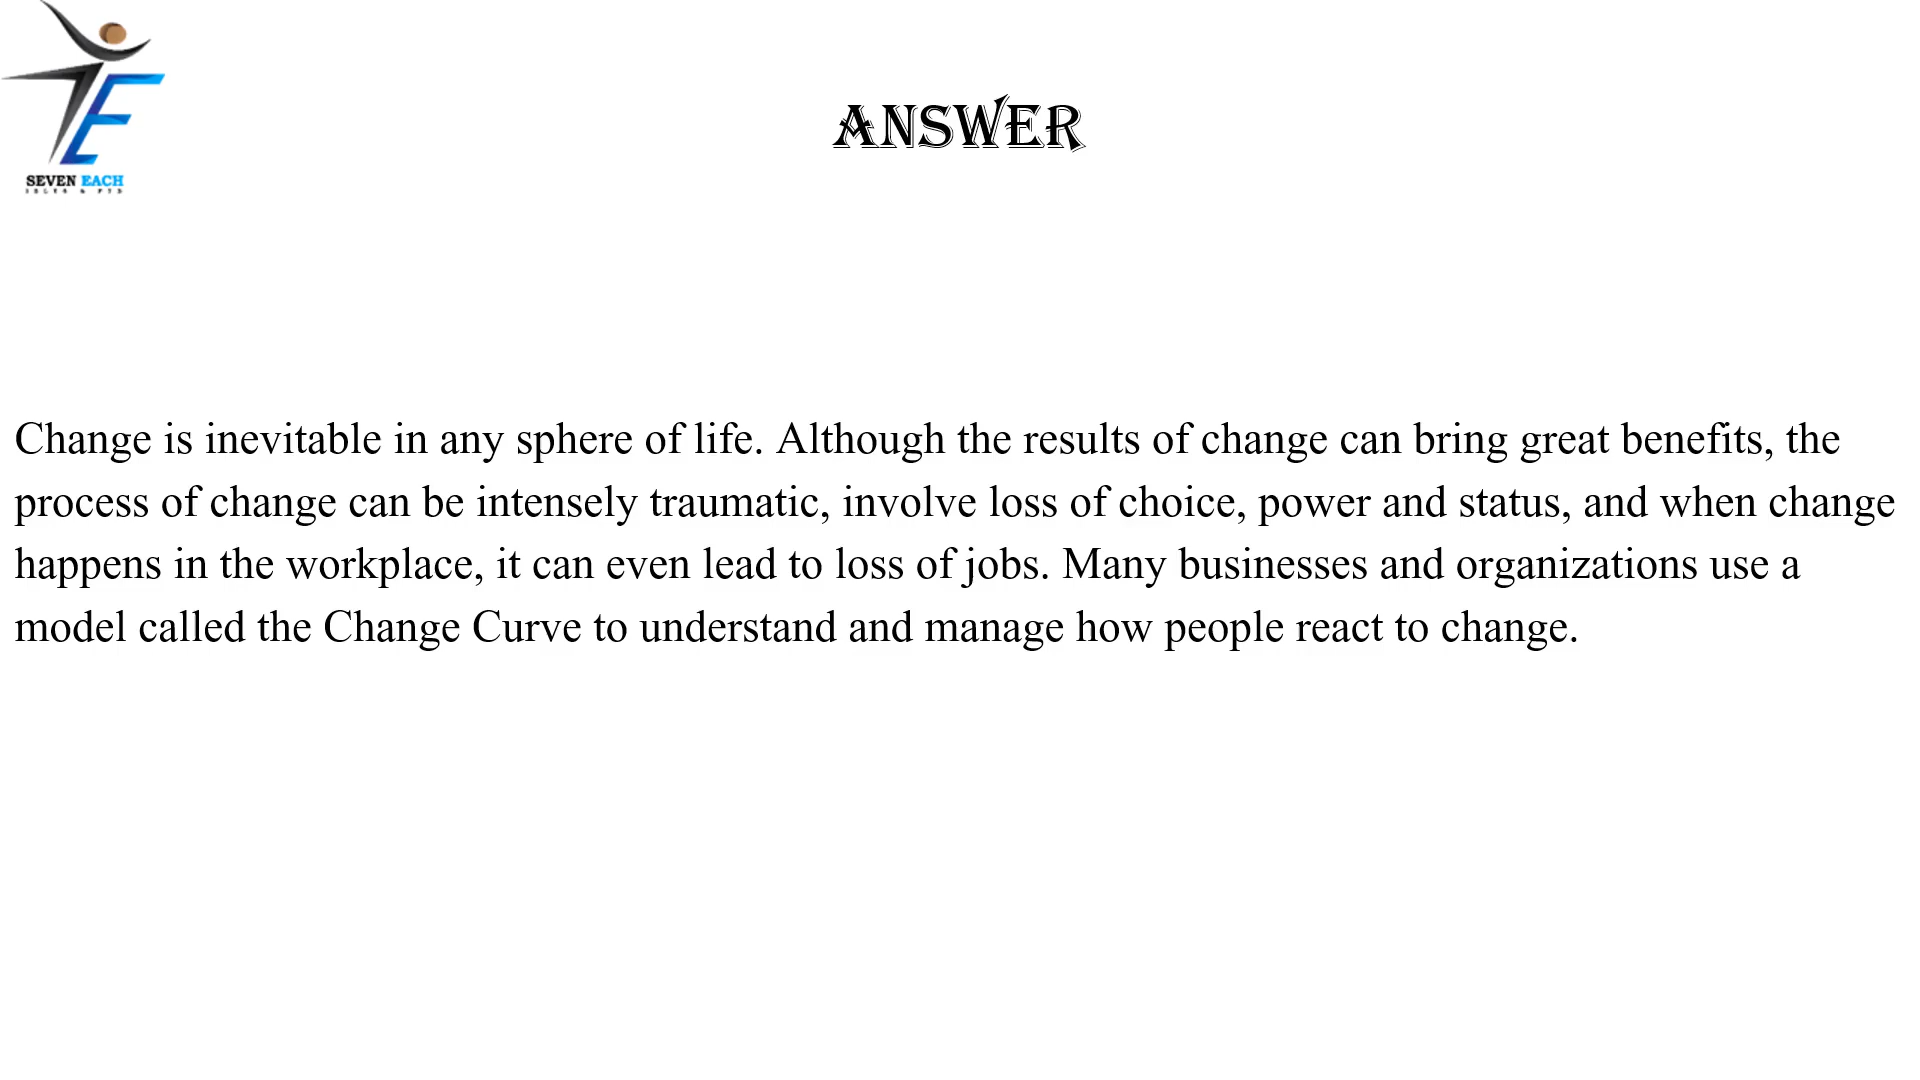 SEVEN EACH
IELTS & PTE
ANSWER
Change is inevitable in any sphere of life. Although the results of change can bring great benefits, the
process of change can be intensely traumatic, involve loss of choice, power and status, and when change
happens in the workplace, it can even lead to loss of jobs. Many businesses and organizations use a
model called the Change Curve to understand and manage how people react to change.